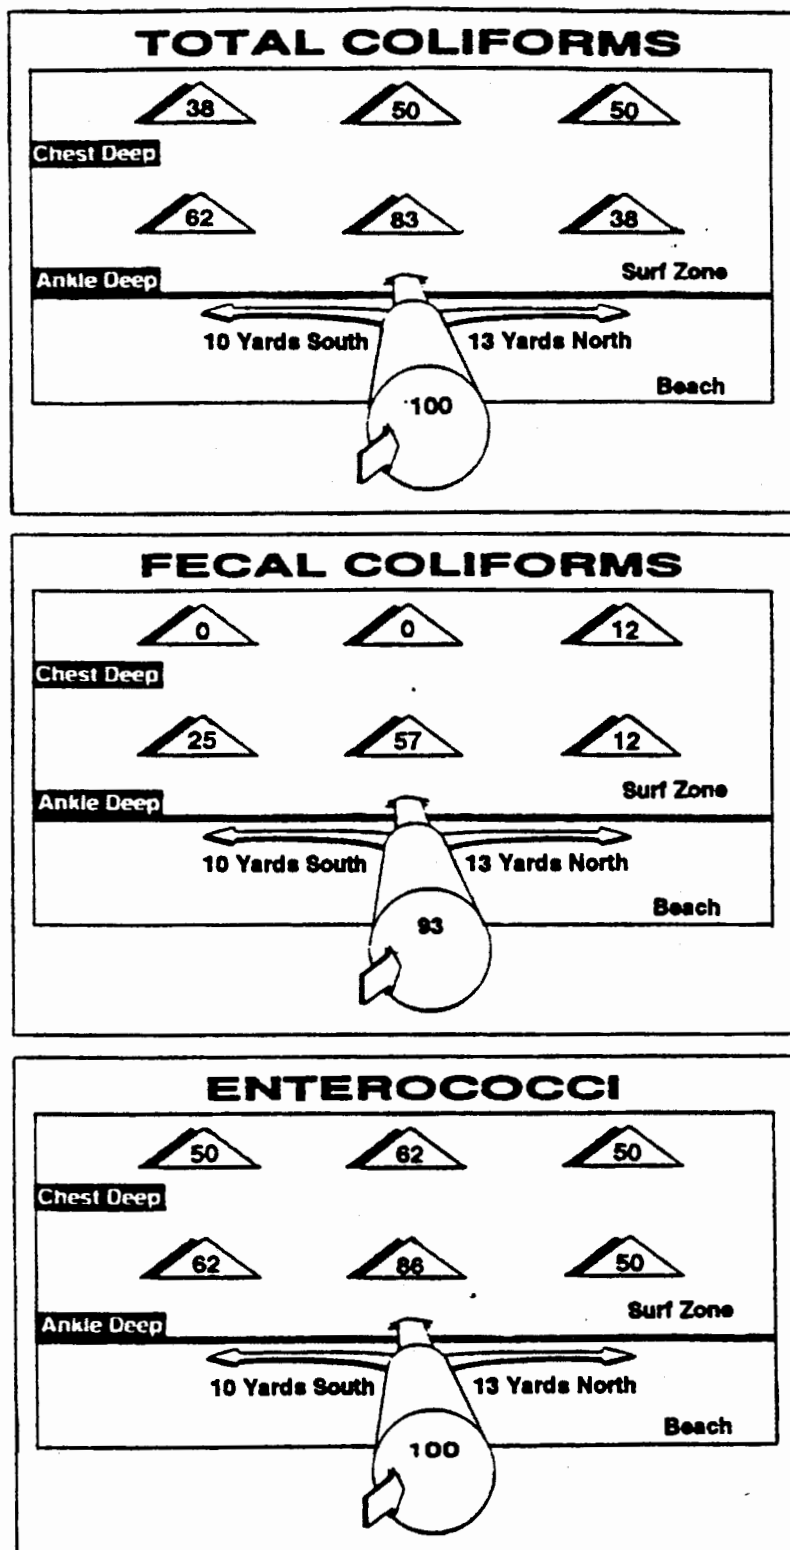 TOTAL COLIFORMS
38 50 50
Chest Deep
62 83 38
Surf Zone
Ankle Deep
10 Yards South 13 Yards North
Beach
100
FECAL COLIFORMS
0 0 12
Chest Deep
25 57 12
Surf Zone
Ankle Deep
10 Yards South 13 Yards North
Beach
93
ENTEROCOCCI
50 62 50
Chest Deep
62 86 50
Surf Zone
Ankle Deep
10 Yards South 13 Yards North
Beach
100